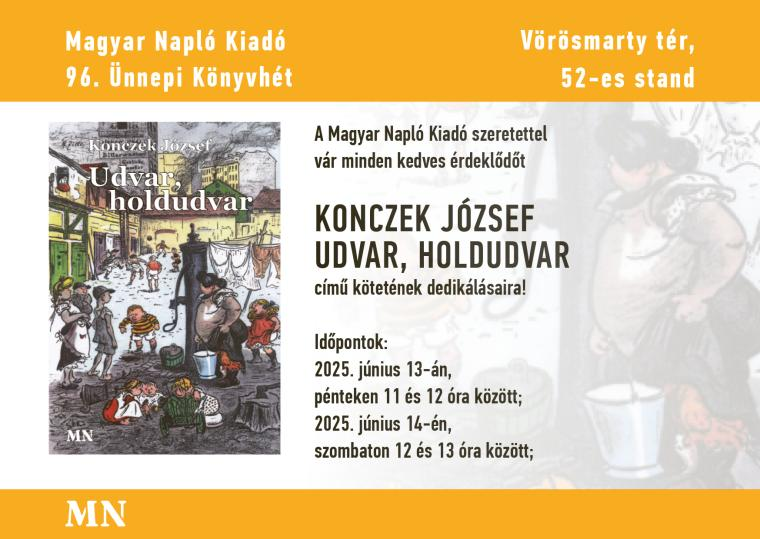 Magyar Napló Kiadó
96. Ünnepi Könyvhét
Vörösmarty tér,
52-es stand
Konczek József
Udvar,
holdudvar
MN
A Magyar Napló Kiadó szeretettel
vár minden kedves érdeklődőt
KONCZEK JÓZSEF
UDVAR, HOLDUDVAR
című kötetének dedikálásaira!
Időpontok:
2025. június 13-án,
pénteken 11 és 12 óra között;
2025. június 14-én,
szombaton 12 és 13 óra között;
MN